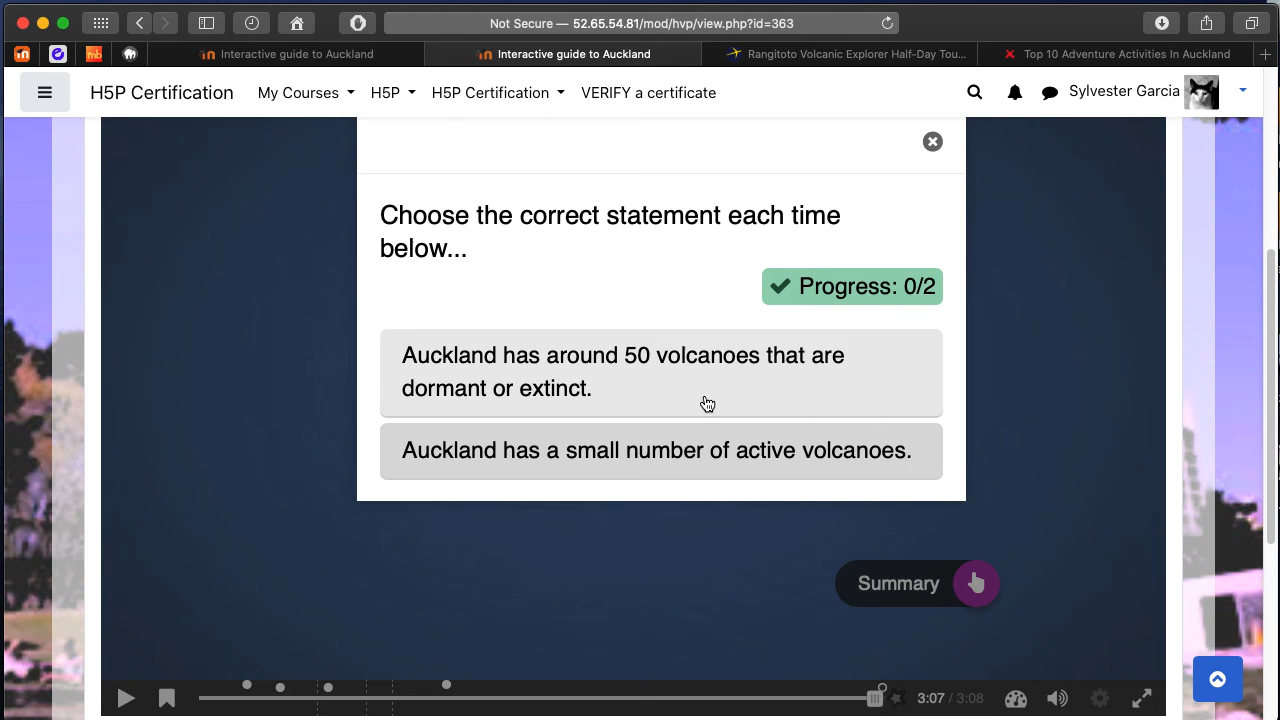 Not Secure — 52.65.54.81/mod/hvp/view.php?id=363
mb
Interactive guide to Auckland
Interactive guide to Auckland
Rangitoto Volcanic Explorer Half-Day Tou...
Top 10 Adventure Activities In Auckland
H5P Certification
My Courses
H5P
H5P Certification
VERIFY a certificate
Sylvester Garcia
Choose the correct statement each time
below...
Progress: 0/2
Auckland has around 50 volcanoes that are
dormant or extinct.
Auckland has a small number of active volcanoes.
Summary
3:07 / 3:08